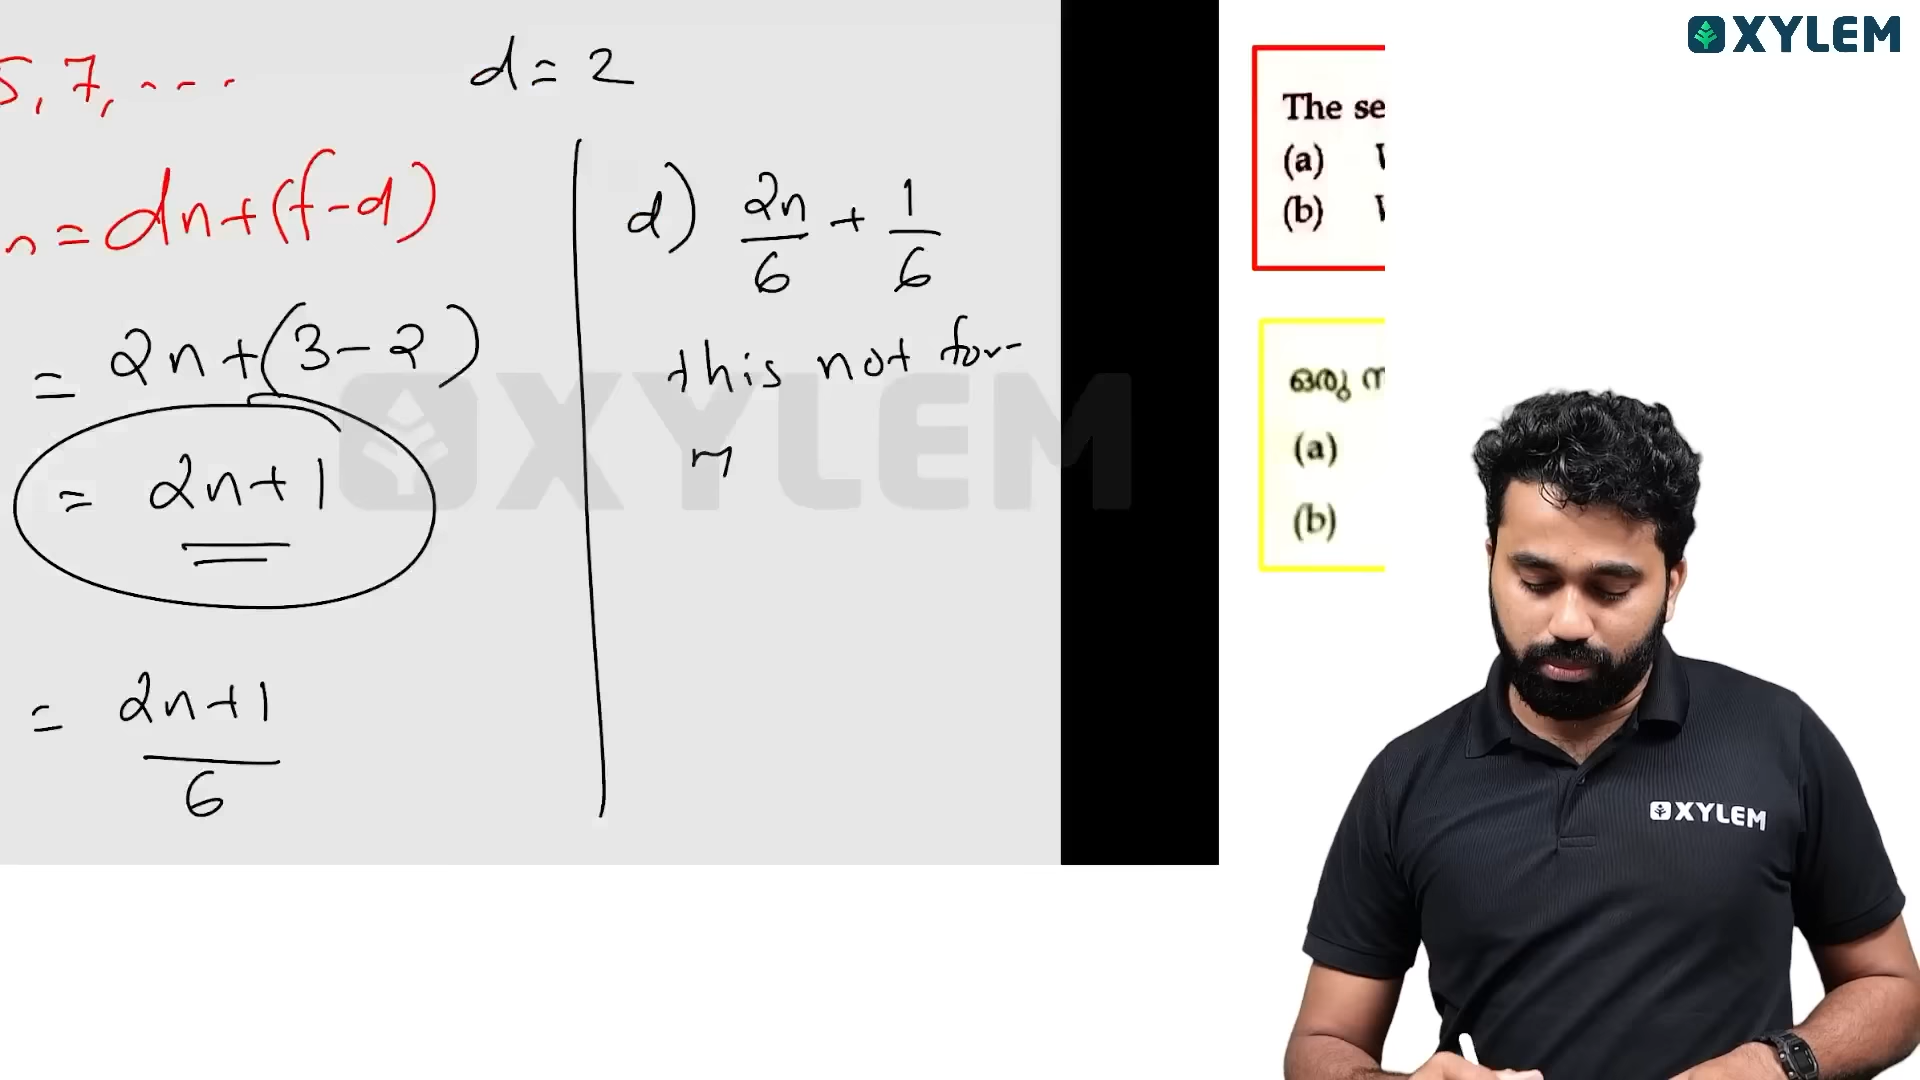 5, 7, ---
d = 2
n = dn+(f-d)
= 2n+(3-2)
= 2n+1
= 2n+1
6
d) 2n/6 + 1/6
this not for-
m
XYLEM
XYLEM
The se
(a)
(b)
ഒരു
(a)
(b)
XYLEM